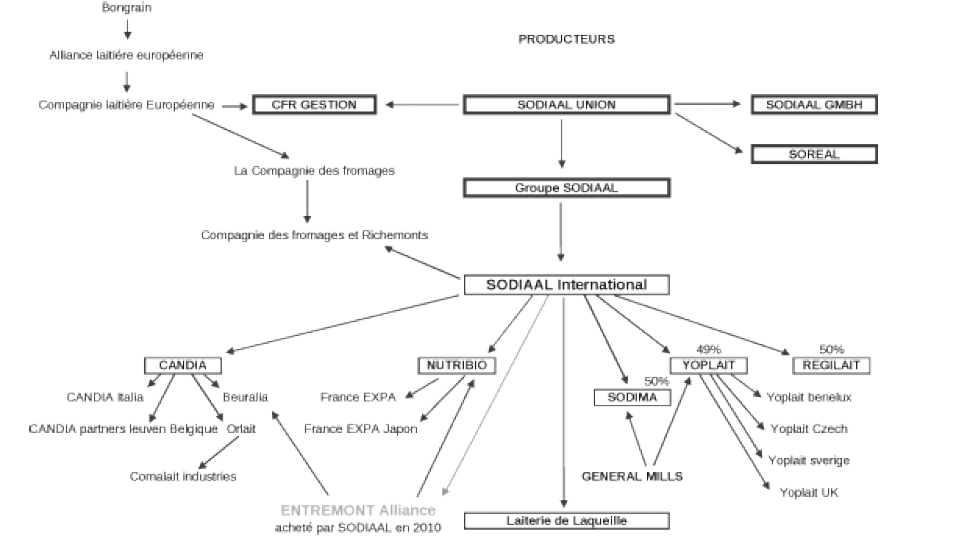 Bongrain
PRODUCTEURS
Alliance laitiére européenne
Compagnie laitière Européenne
CFR GESTION
SODIAAL UNION
SODIAAL GMBH
SOREAL
La Compagnie des fromages
Groupe SODIAAL
Compagnie des fromages et Richemonts
SODIAAL International
49%
50%
CANDIA
NUTRIBIO
YOPLAIT
REGILAIT
50%
CANDIA Italia
Beuralia
France EXPA
SODIMA
Yoplait benelux
CANDIA partners leuven Belgique
Orlait
France EXPA Japon
Yoplait Czech
Yoplait sverige
Comalait industries
GENERAL MILLS
Yoplait UK
ENTREMONT Alliance
acheté par SODIAAL en 2010
Laiterie de Laqueille